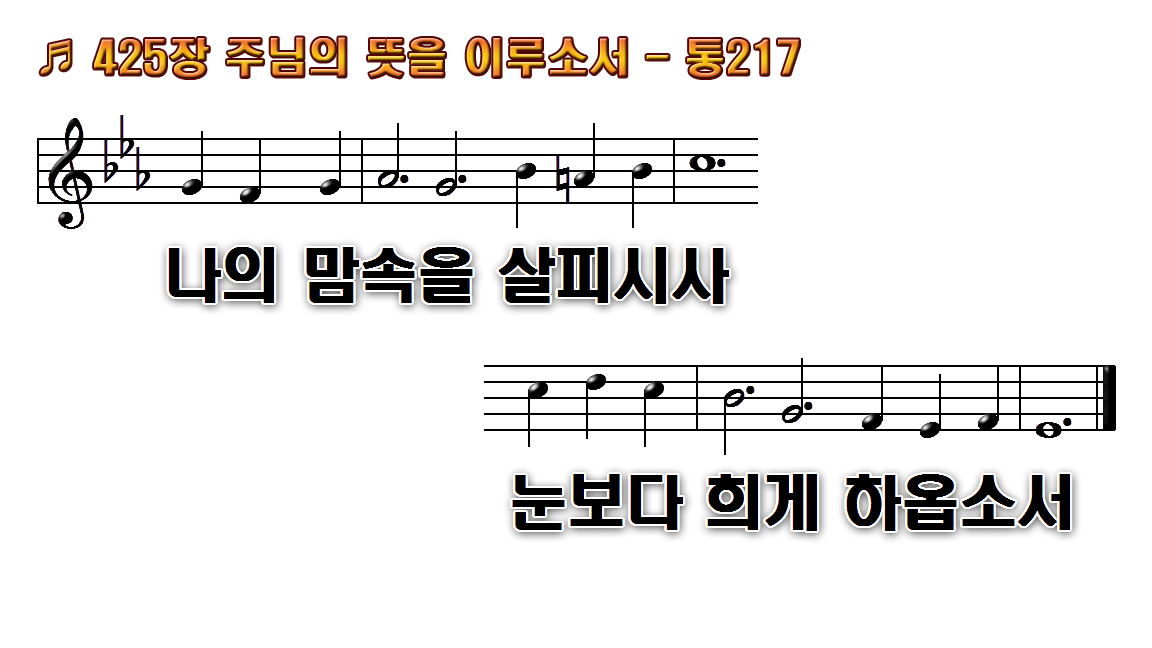 ♬ 425장 주님의 뜻을 이루소서 - 통217
나의 맘속을 살피시사
눈보다 희게 하옵소서